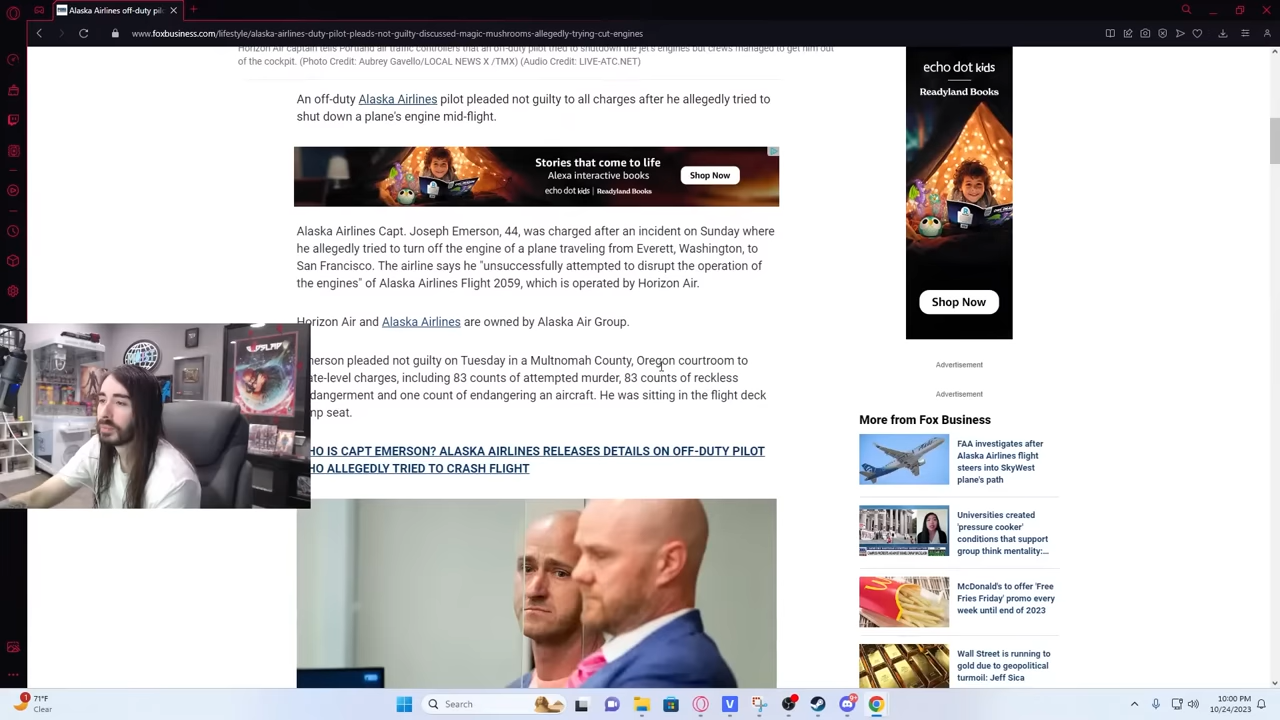 Alaska Airlines off-duty Pilot ple
www.foxbusiness.com/lifestyle/alaska-airlines-duty-pilot-pleads-not-guilty-discussed-magic-mushrooms-allegedly-trying-cut-engines
Horizon Air captain tells Portland air traffic controllers that an off-duty pilot tried to shutdown the jet's engines but crews managed to get him out
of the cockpit. (Photo Credit: Aubrey Gavello/LOCAL NEWS X /TMX) (Audio Credit: LIVE-ATC.NET)
An off-duty Alaska Airlines pilot pleaded not guilty to all charges after he allegedly tried to
shut down a plane's engine mid-flight.
Stories that come to life
Alexa interactive books
echo dot kids | Readyland Books
Shop Now
Alaska Airlines Capt. Joseph Emerson, 44, was charged after an incident on Sunday where
he allegedly tried to turn off the engine of a plane traveling from Everett, Washington, to
San Francisco. The airline says he "unsuccessfully attempted to disrupt the operation of
the engines" of Alaska Airlines Flight 2059, which is operated by Horizon Air.
Horizon Air and Alaska Airlines are owned by Alaska Air Group.
erson pleaded not guilty on Tuesday in a Multnomah County, Oregon courtroom to
ate-level charges, including 83 counts of attempted murder, 83 counts of reckless
dangerment and one count of endangering an aircraft. He was sitting in the flight deck
mp seat.
HO IS CAPT EMERSON? ALASKA AIRLINES RELEASES DETAILS ON OFF-DUTY PILOT
HO ALLEGEDLY TRIED TO CRASH FLIGHT
echo dot kids
Readyland Books
Shop Now
Advertisement
Advertisement
More from Fox Business
FAA investigates after
Alaska Airlines flight
steers into SkyWest
plane's path
Universities created
'pressure cooker'
conditions that support
group think mentality:...
McDonald's to offer 'Free
Fries Friday' promo every
week until end of 2023
Wall Street is running to
gold due to geopolitical
turmoil: Jeff Sica
1
71°F
Clear
Search
10:00 PM
10/24/2023